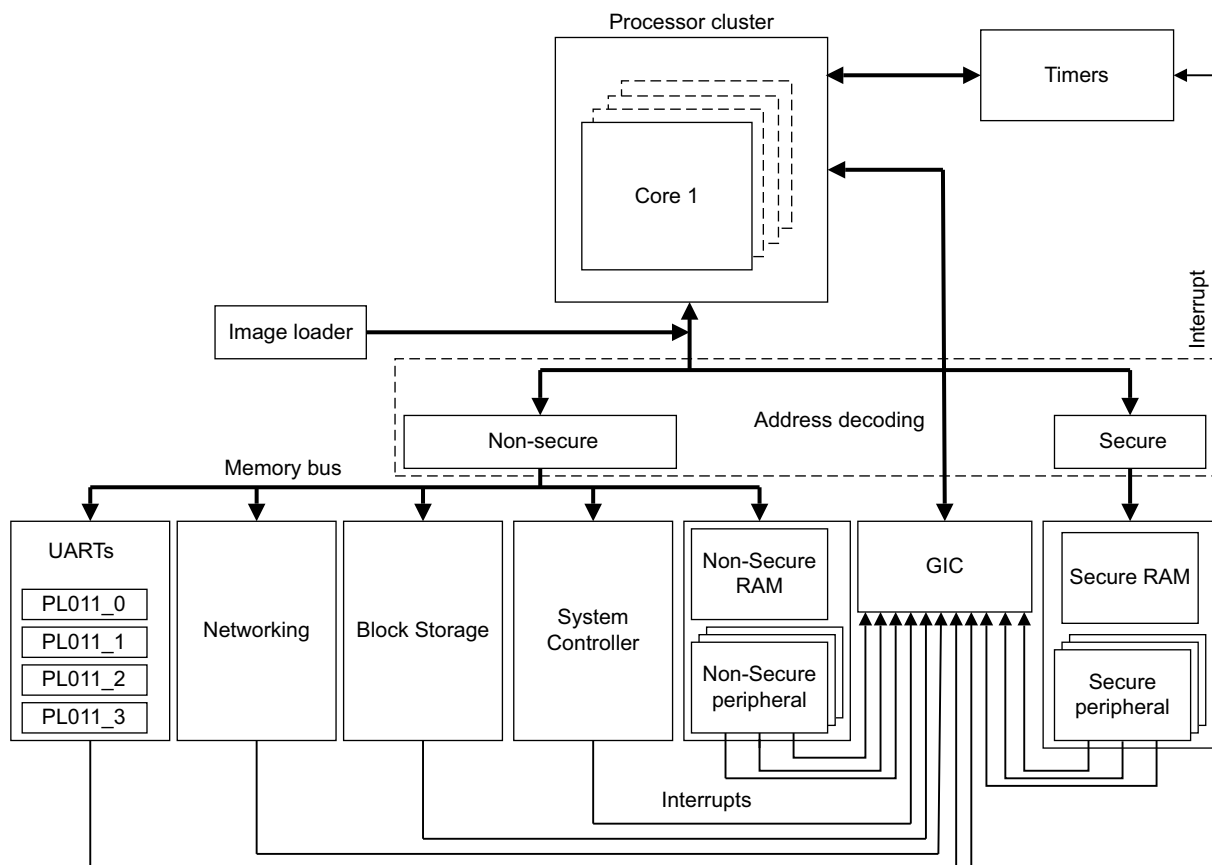 Processor cluster
Timers
Core 1
Image loader
Interrupt
Address decoding
Non-secure
Secure
Memory bus
UARTs
PL011_0
PL011_1
PL011_2
PL011_3
Networking
Block Storage
System
Controller
Non-Secure
RAM
Non-Secure
peripheral
GIC
Secure RAM
Secure
peripheral
Interrupts